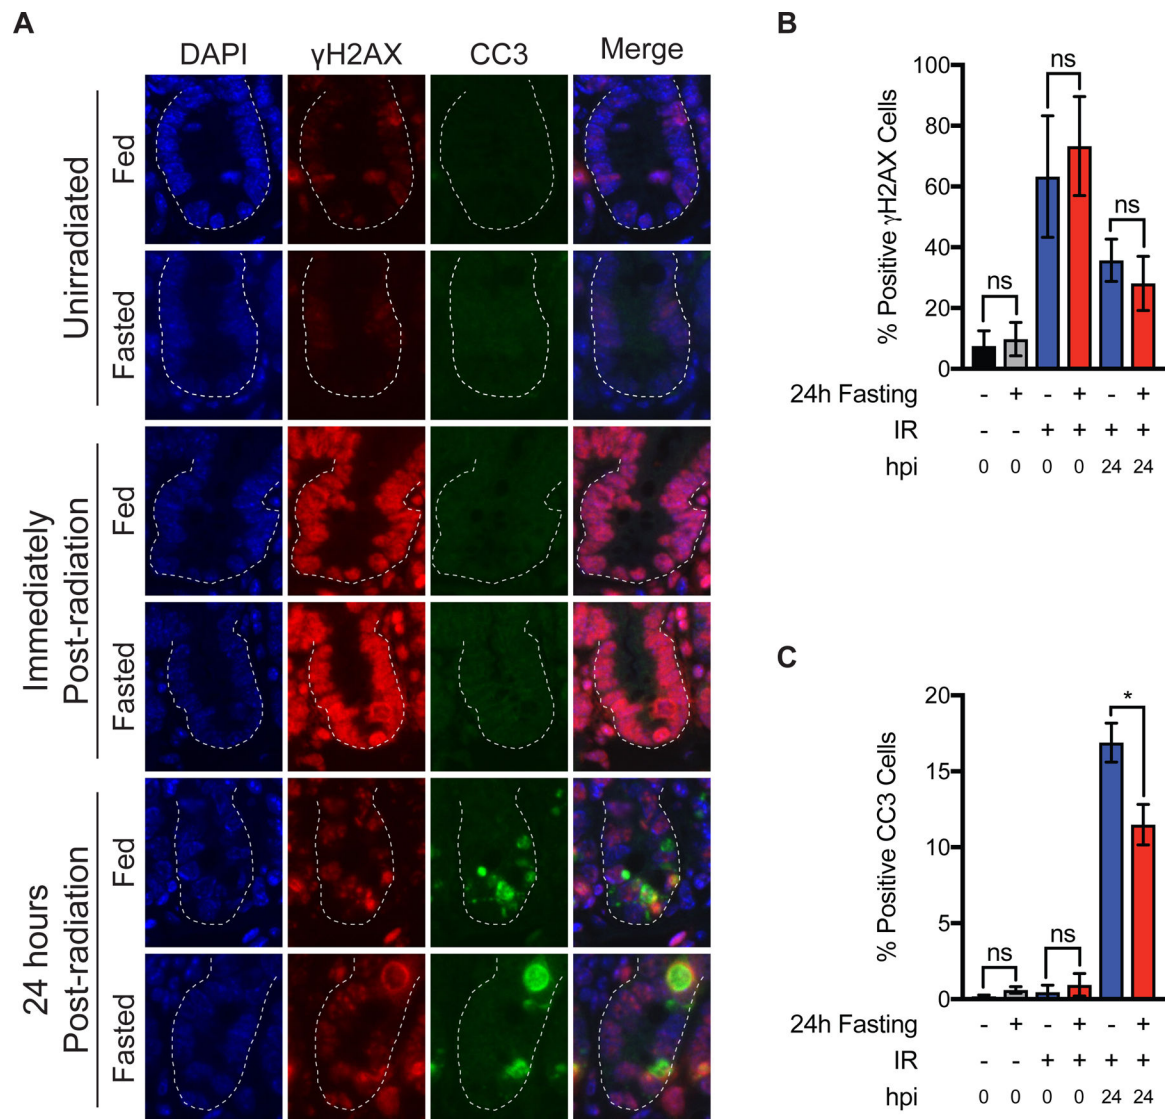 A
DAPI γH2AX CC3 Merge
Unirradiated
Fed
Fasted
Immediately
Post-radiation
Fed
Fasted
24 hours
Post-radiation
Fed
Fasted
B
% Positive γH2AX Cells
100
80
60
40
20
0
ns
ns
ns
24h Fasting - + - + - +
IR - - + + + +
hpi 0 0 0 0 24 24
C
% Positive CC3 Cells
20
15
10
5
0
ns
ns
*
24h Fasting - + - + - +
IR - - + + + +
hpi 0 0 0 0 24 24